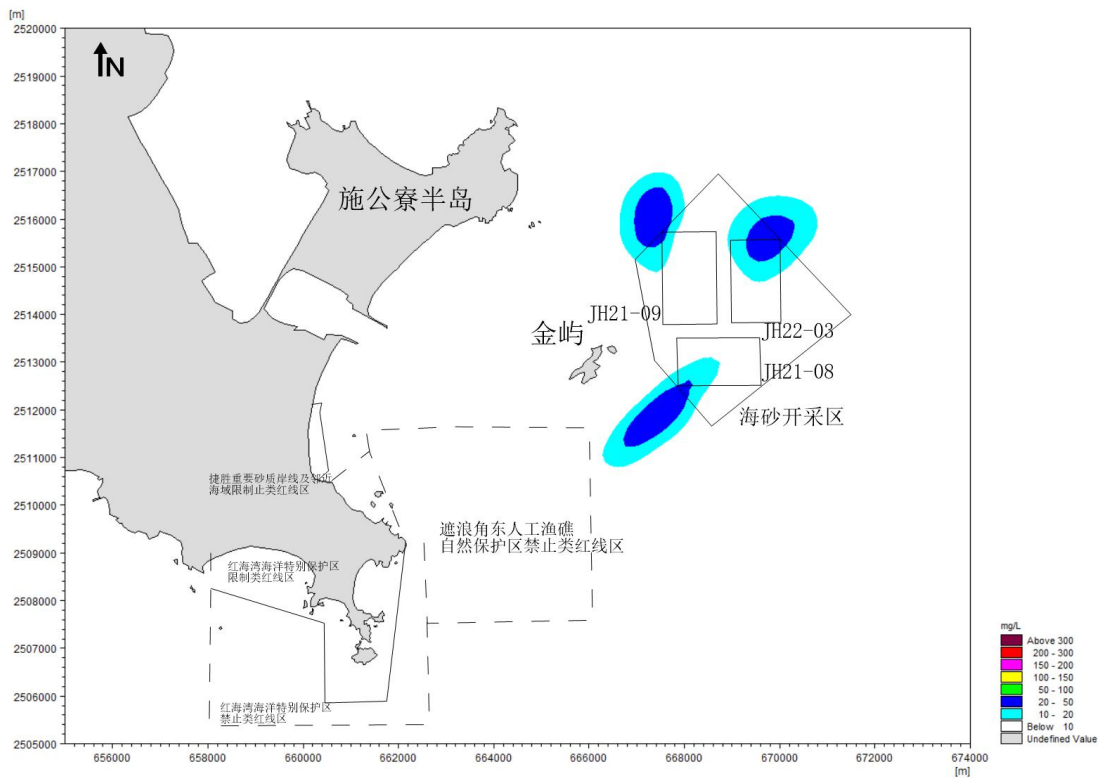 [m]
2520000
N
2519000
2518000
2517000
施公寮半岛
2516000
2515000
2514000
JH21-09
金屿
JH22-03
2513000
JH21-08
2512000
海砂开采区
2511000
捷胜重要砂质岸线及邻近
海域限制止类红线区
2510000
遮浪角东人工渔礁
自然保护区禁止类红线区
2509000
红海湾海洋特别保护区
限制类红线区
2508000
2507000
2506000
红海湾海洋特别保护区
禁止类红线区
2505000
656000 658000 660000 662000 664000 666000 668000 670000 672000 674000
[m]
mg/L
Above 300
200 - 300
150 - 200
100 - 150
50 - 100
20 - 50
10 - 20
Below 10
Undefined Value